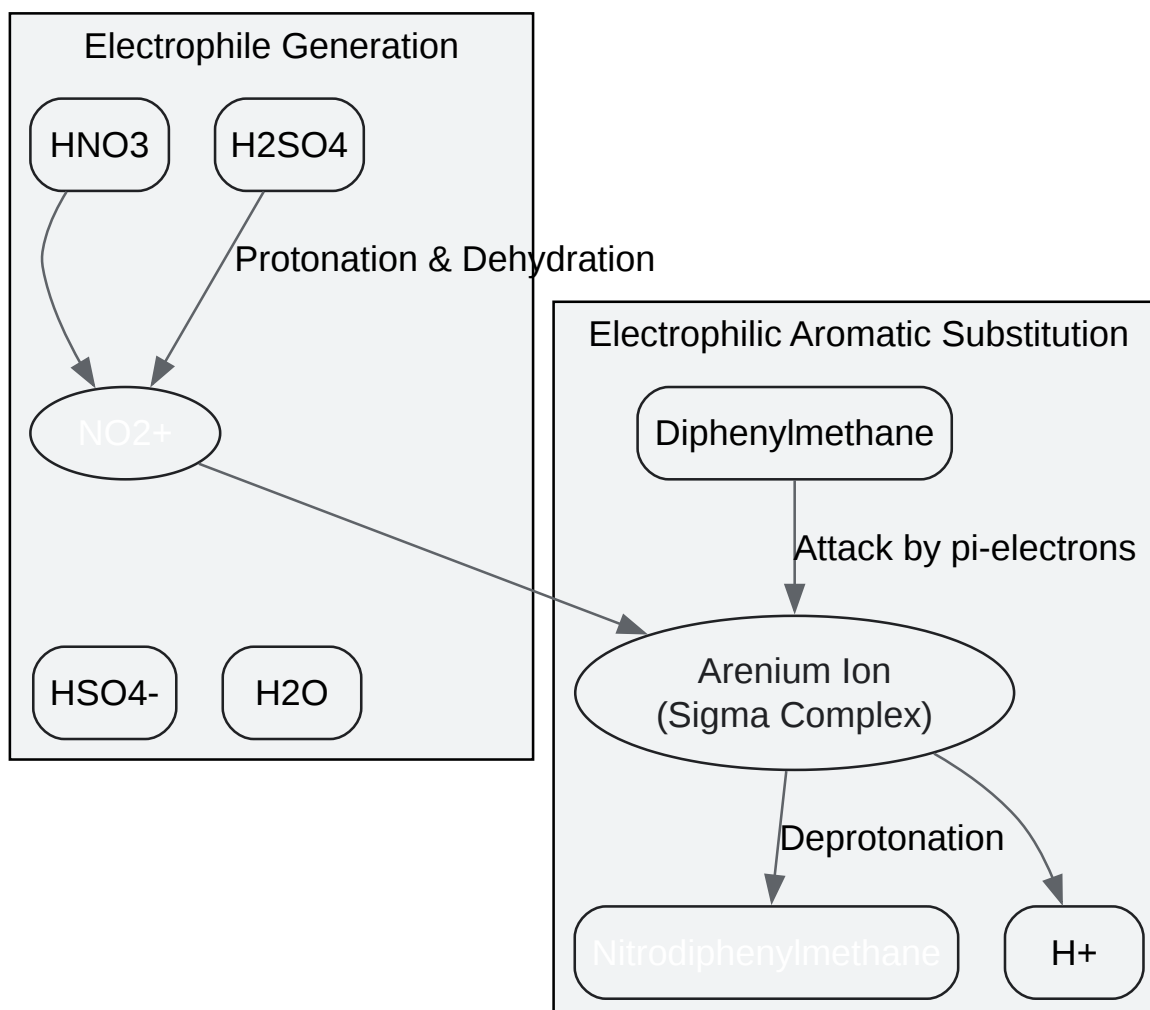 Electrophile Generation
HNO3
H2SO4
Protonation & Dehydration
NO2+
HSO4-
H2O
Electrophilic Aromatic Substitution
Diphenylmethane
Attack by pi-electrons
Arenium Ion
(Sigma Complex)
Deprotonation
Nitrodiphenylmethane
H+